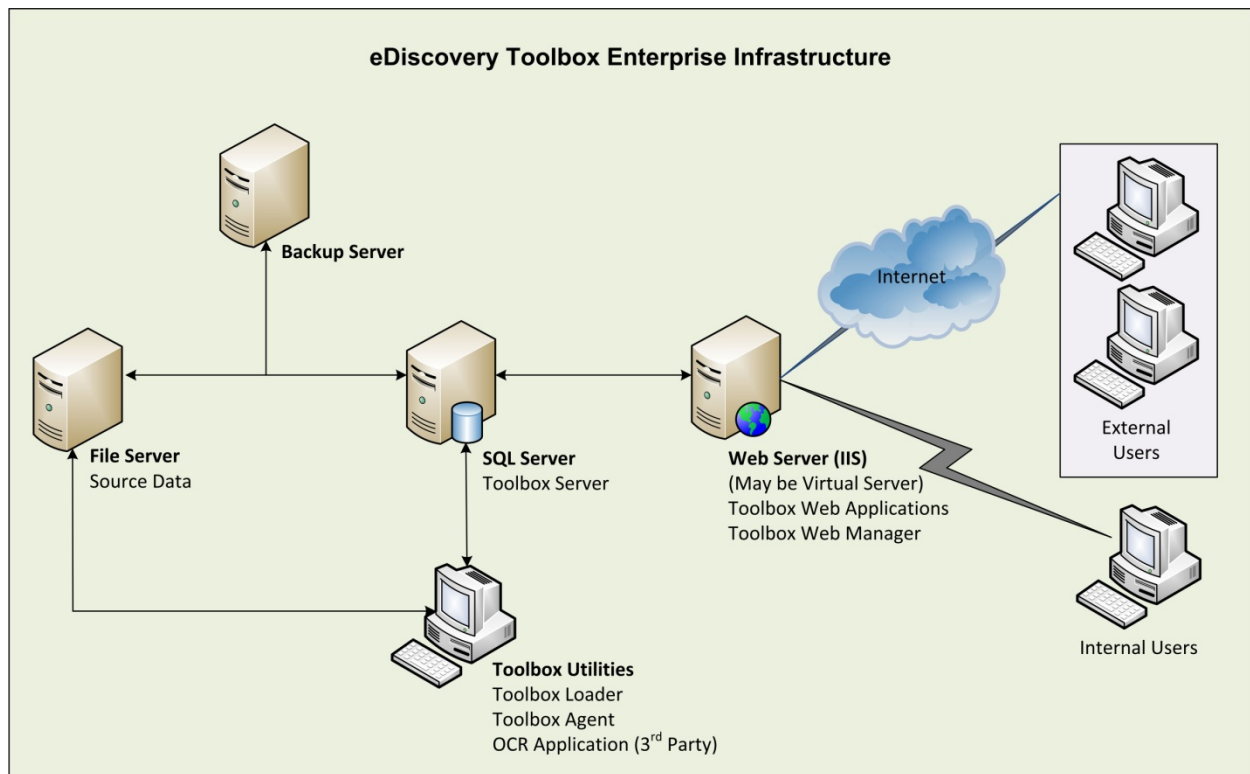 eDiscovery Toolbox Enterprise Infrastructure
Backup Server
Internet
File Server
Source Data
SQL Server
Toolbox Server
Web Server (IIS)
(May be Virtual Server)
Toolbox Web Applications
Toolbox Web Manager
External
Users
Internal Users
Toolbox Utilities
Toolbox Loader
Toolbox Agent
OCR Application (3rd Party)